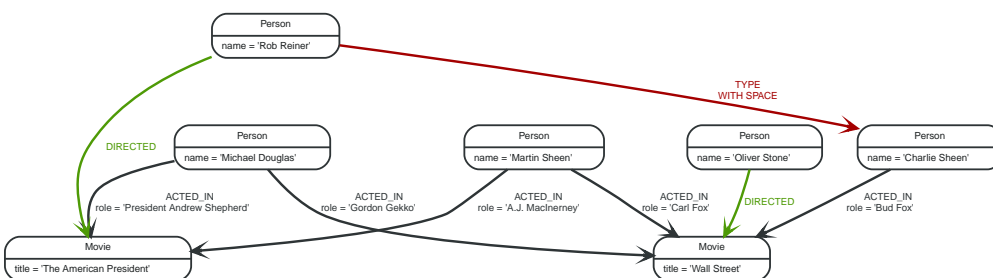 Person
name = 'Rob Reiner'
TYPE
WITH SPACE
Person
name = 'Michael Douglas'
Person
name = 'Martin Sheen'
Person
name = 'Oliver Stone'
Person
name = 'Charlie Sheen'
DIRECTED
ACTED_IN
role = 'President Andrew Shepherd'
ACTED_IN
role = 'Gordon Gekko'
ACTED_IN
role = 'A.J. MacInerney'
ACTED_IN
role = 'Carl Fox'
DIRECTED
ACTED_IN
role = 'Bud Fox'
Movie
title = 'The American President'
Movie
title = 'Wall Street'